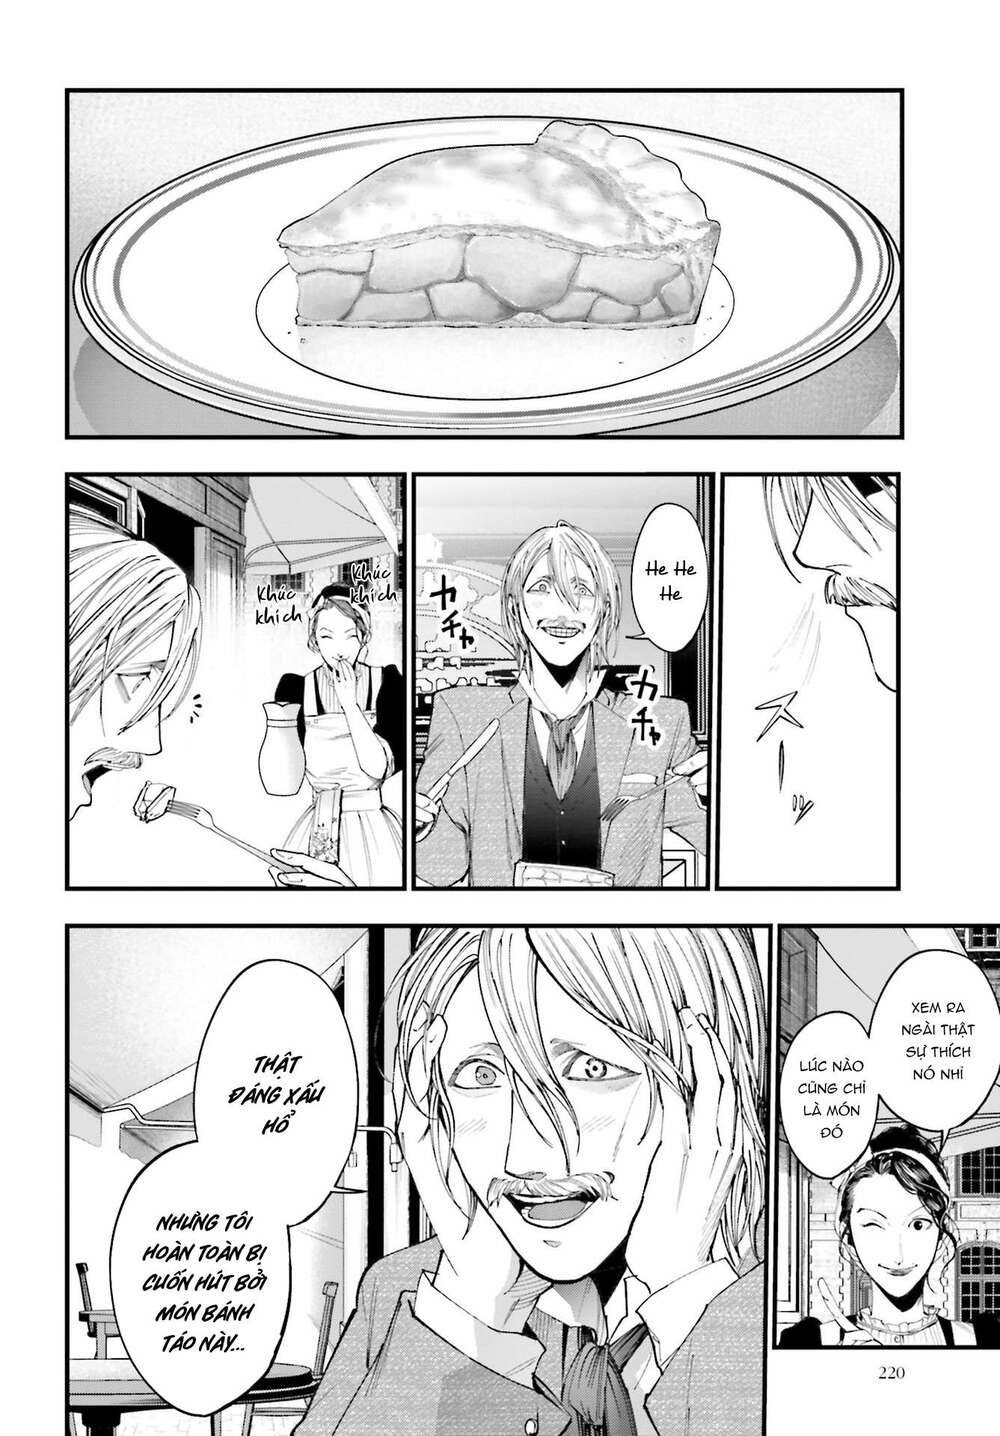 スッ
He He
He
カチャ
カチャ
Khúc
khích
Khúc
khích
XEM RA
NGÀI THẬT
SỰ THÍCH
NÓ NHỈ
LÚC NÀO
CŨNG CHỈ
LÀ MÓN
ĐÓ
THẬT
ĐÁNG XẤU
HỔ
NHƯNG TÔI
HOÀN TOÀN BỊ
CUỐN HÚT BỞI
MÓN BÁNH
TÁO NÀY...
220